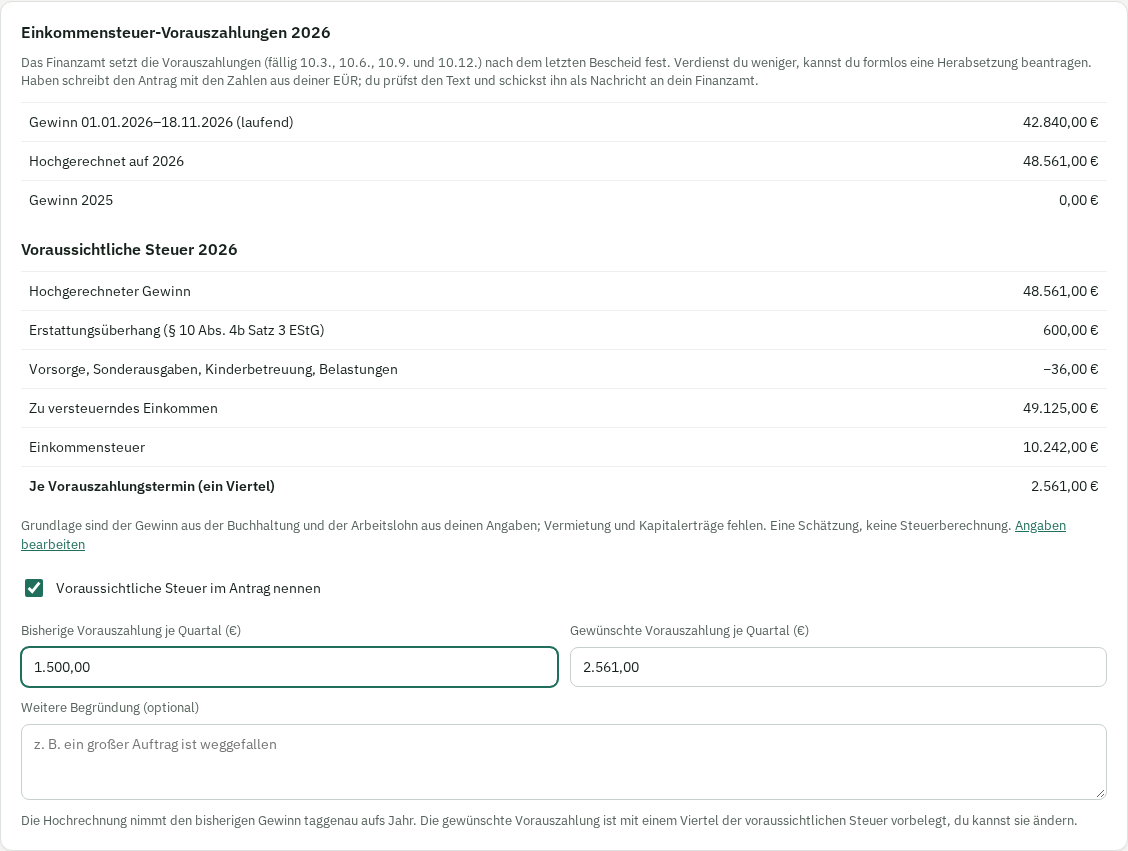 Einkommensteuer-Vorauszahlungen 2026
Das Finanzamt setzt die Vorauszahlungen (fällig 10.3., 10.6., 10.9. und 10.12.) nach dem letzten Bescheid fest. Verdienst du weniger, kannst du formlos eine Herabsetzung beantragen.
Haben schreibt den Antrag mit den Zahlen aus deiner EÜR; du prüfst den Text und schickst ihn als Nachricht an dein Finanzamt.
Gewinn 01.01.2026–18.11.2026 (laufend) 42.840,00 €
Hochgerechnet auf 2026 48.561,00 €
Gewinn 2025 0,00 €
Voraussichtliche Steuer 2026
Hochgerechneter Gewinn 48.561,00 €
Erstattungsüberhang (§ 10 Abs. 4b Satz 3 EStG) 600,00 €
Vorsorge, Sonderausgaben, Kinderbetreuung, Belastungen −36,00 €
Zu versteuerndes Einkommen 49.125,00 €
Einkommensteuer 10.242,00 €
Je Vorauszahlungstermin (ein Viertel) 2.561,00 €
Grundlage sind der Gewinn aus der Buchhaltung und der Arbeitslohn aus deinen Angaben; Vermietung und Kapitalerträge fehlen. Eine Schätzung, keine Steuerberechnung. Angaben
bearbeiten
Voraussichtliche Steuer im Antrag nennen
Bisherige Vorauszahlung je Quartal (€) Gewünschte Vorauszahlung je Quartal (€)
1.500,00 2.561,00
Weitere Begründung (optional)
z. B. ein großer Auftrag ist weggefallen
Die Hochrechnung nimmt den bisherigen Gewinn taggenau aufs Jahr. Die gewünschte Vorauszahlung ist mit einem Viertel der voraussichtlichen Steuer vorbelegt, du kannst sie ändern.